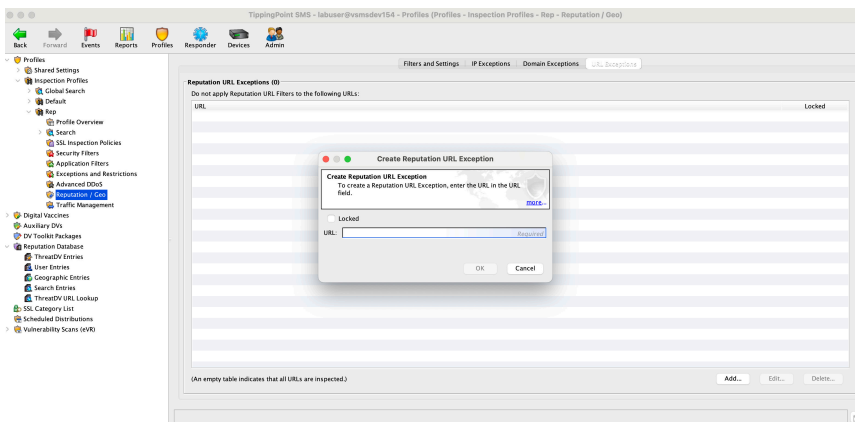 TippingPoint SMS - labuser@vsmsdev154 - Profiles (Profiles - Inspection Profiles - Rep - Reputation / Geo)
Back Forward Events Reports Profiles Responder Devices Admin
Profiles
Shared Settings
Inspection Profiles
Global Search
Default
Rep
Profile Overview
Search
SSL Inspection Policies
Security Filters
Application Filters
Exceptions and Restrictions
Advanced DDoS
Reputation / Geo
Traffic Management
Digital Vaccines
Auxiliary DVs
DV Toolkit Packages
Reputation Database
ThreatDV Entries
User Entries
Geographic Entries
Search Entries
ThreatDV URL Lookup
SSL Category List
Scheduled Distributions
Vulnerability Scans (eVR)
Filters and Settings IP Exceptions Domain Exceptions URL Exceptions
Reputation URL Exceptions (0)
Do not apply Reputation URL Filters to the following URLs:
URL Locked
Create Reputation URL Exception
Create Reputation URL Exception
To create a Reputation URL Exception, enter the URL in the URL
field.
more...
Locked
URL: Required
OK Cancel
(An empty table indicates that all URLs are inspected.)
Add... Edit... Delete...